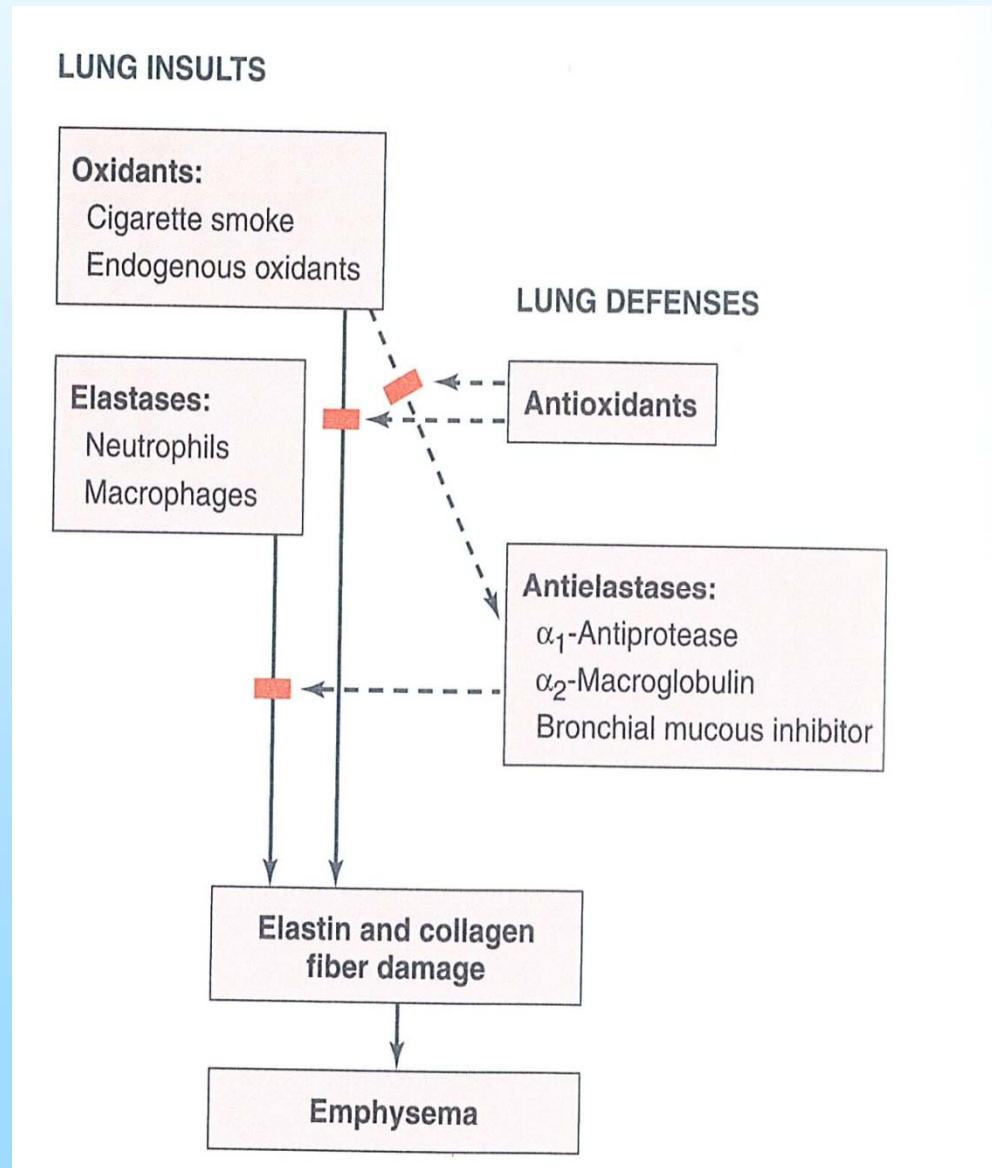 LUNG INSULTS
Oxidants:
Cigarette smoke
Endogenous oxidants
LUNG DEFENSES
Elastases:
Neutrophils
Macrophages
Antioxidants
Antielastases:
α₁-Antiprotease
α₂-Macroglobulin
Bronchial mucous inhibitor
Elastin and collagen
fiber damage
Emphysema